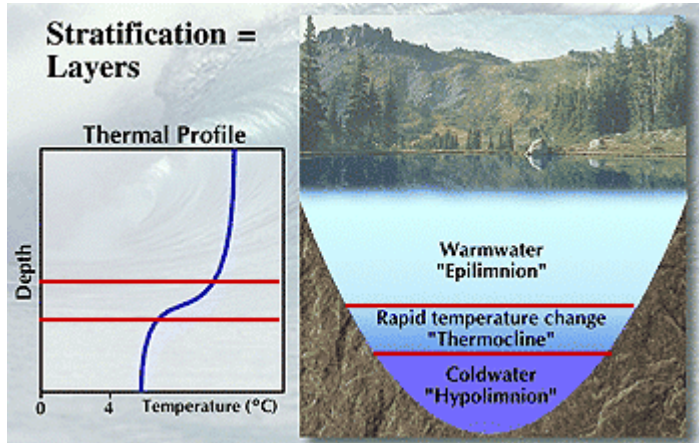 Stratification =
Layers
Thermal Profile
Depth
0
4
Temperature (°C)
Warmwater
"Epilimnion"
Rapid temperature change
"Thermocline"
Coldwater
"Hypolimnion"